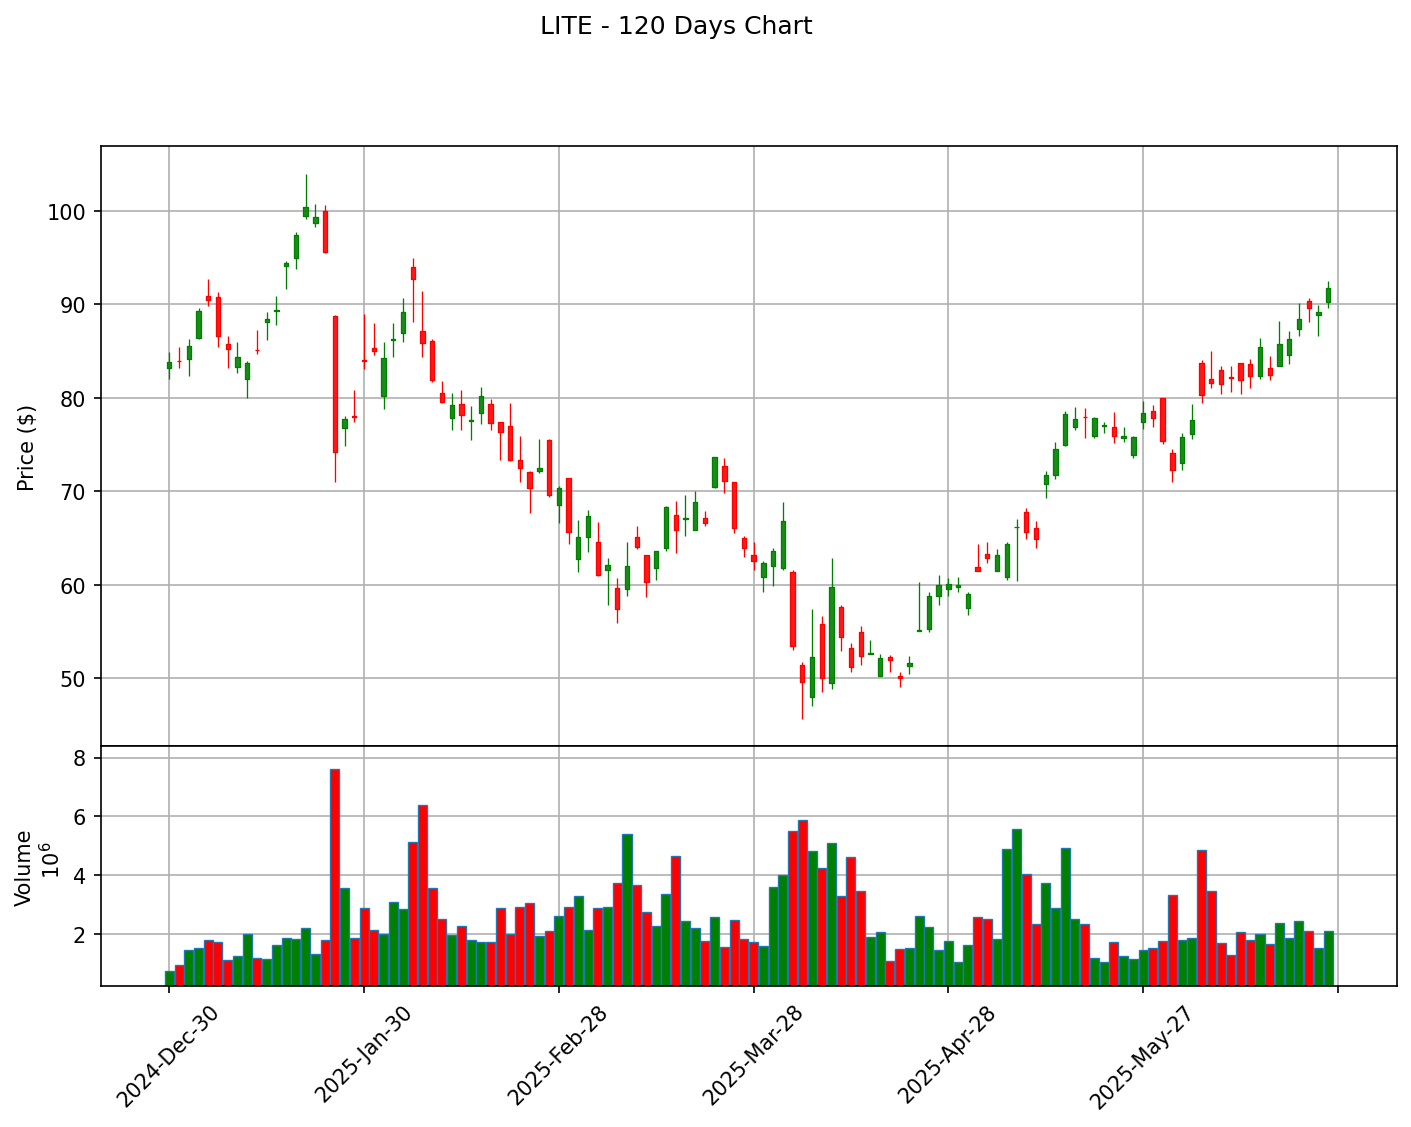 LITE - 120 Days Chart
Price ($)
100
90
80
70
60
50
Volume
10^6
8
6
4
2
2024-Dec-30
2025-Jan-30
2025-Feb-28
2025-Mar-28
2025-Apr-28
2025-May-27